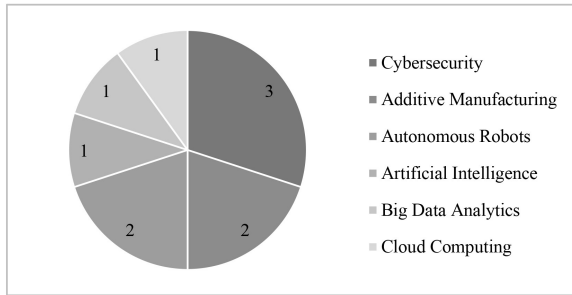 1
3
1
1
2
2
Cybersecurity
Additive Manufacturing
Autonomous Robots
Artificial Intelligence
Big Data Analytics
Cloud Computing